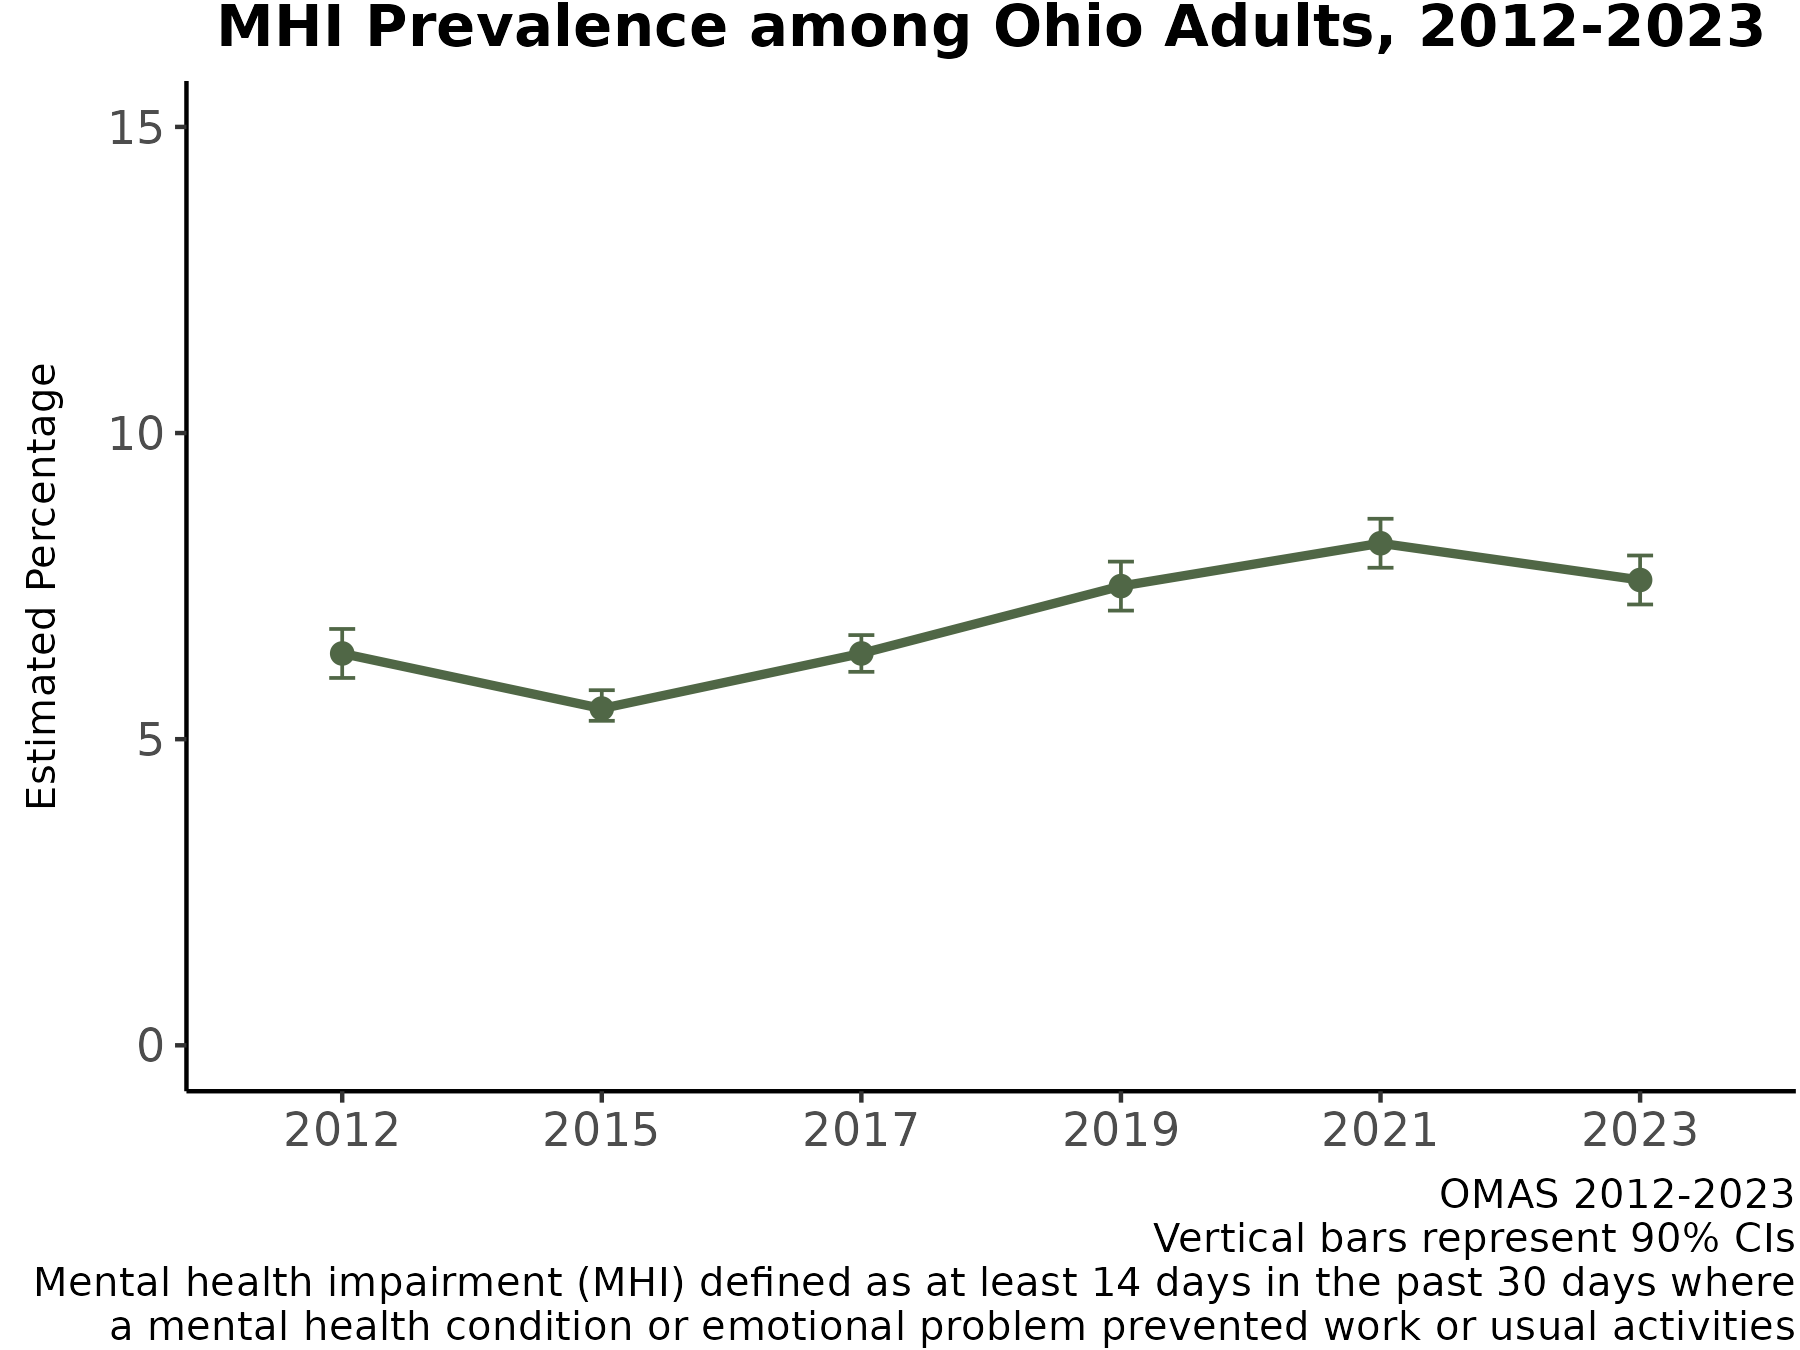 MHI Prevalence among Ohio Adults, 2012-2023
Estimated Percentage
15
10
5
0
2012 2015 2017 2019 2021 2023
OMAS 2012-2023
Vertical bars represent 90% CIs
Mental health impairment (MHI) defined as at least 14 days in the past 30 days where
a mental health condition or emotional problem prevented work or usual activities